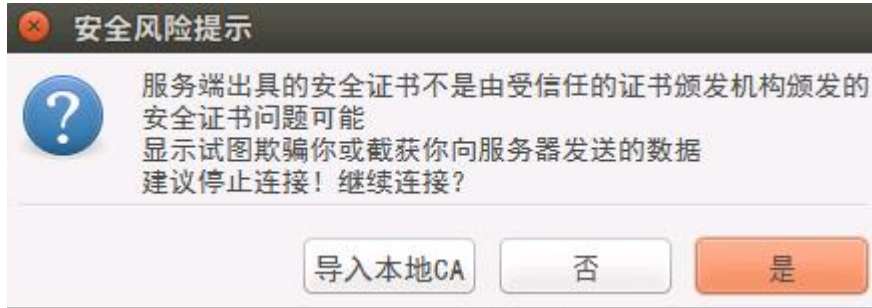 安全风险提示
服务端出具的安全证书不是由受信任的证书颁发机构颁发的
安全证书问题可能
显示试图欺骗你或截获你向服务器发送的数据
建议停止连接！继续连接？
导入本地CA 否 是